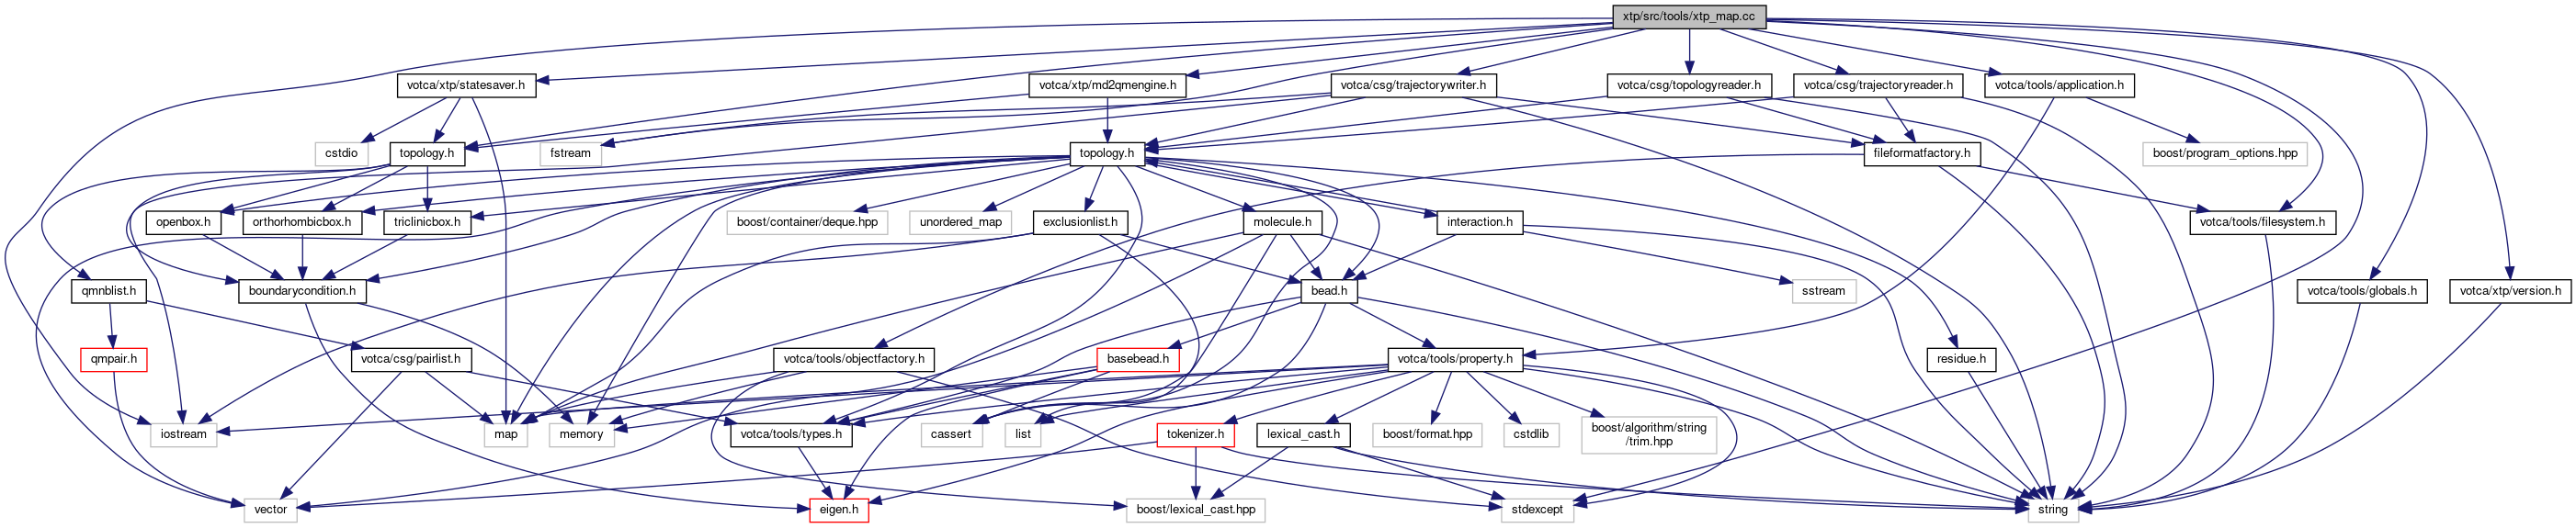 xtp/src/tools/xtp_map.cc
votca/xtp/statesaver.h
votca/xtp/md2qmengine.h
votca/csg/trajectorywriter.h
votca/csg/topologyreader.h
votca/csg/trajectoryreader.h
votca/tools/application.h
cstdio
topology.h
fstream
topology.h
fileformatfactory.h
boost/program_options.hpp
openbox.h
orthorhombicbox.h
triclinicbox.h
boost/container/deque.hpp
unordered_map
exclusionlist.h
molecule.h
interaction.h
votca/tools/filesystem.h
qmnblist.h
boundarycondition.h
bead.h
sstream
votca/tools/globals.h
votca/xtp/version.h
qmpair.h
votca/csg/pairlist.h
votca/tools/objectfactory.h
basebead.h
votca/tools/property.h
residue.h
iostream
map
memory
votca/tools/types.h
cassert
list
tokenizer.h
lexical_cast.h
boost/format.hpp
cstdlib
boost/algorithm/string
/trim.hpp
vector
eigen.h
boost/lexical_cast.hpp
stdexcept
string